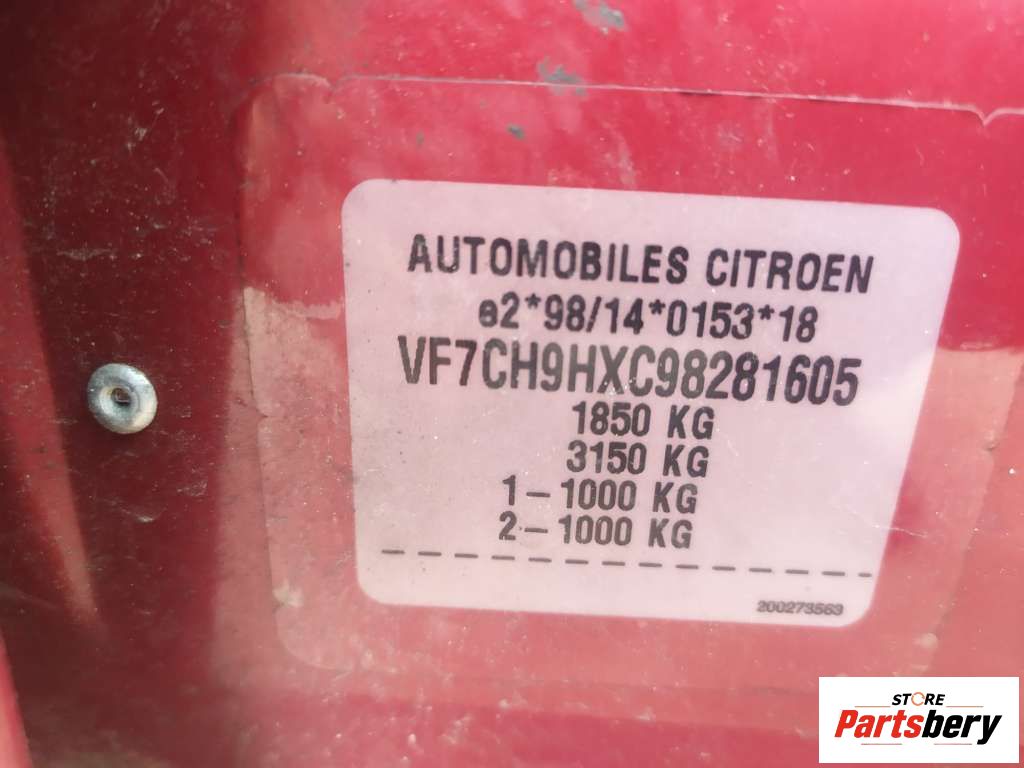 AUTOMOBILES CITROEN
e2*98/14*0153*18
VF7CH9HXC98281605
1850 KG
3150 KG
1-1000 KG
2-1000 KG
200273563
STORE
Partsbery